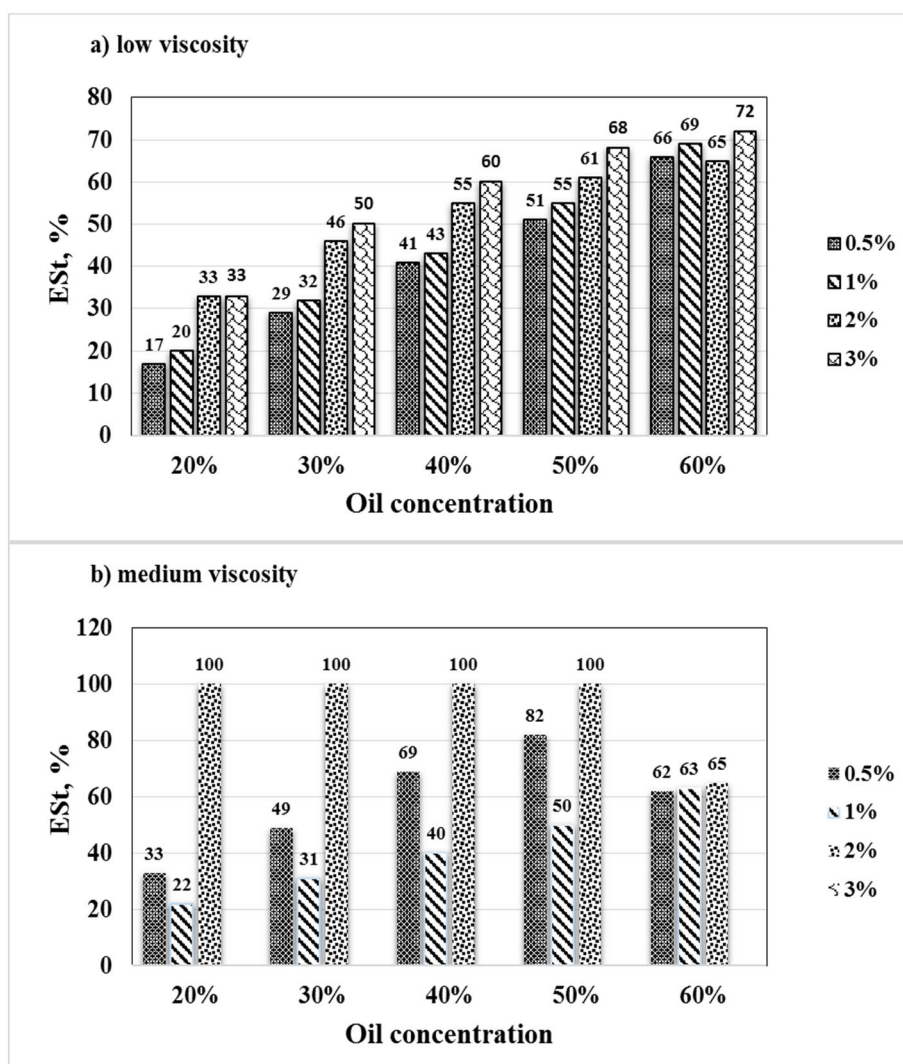 a) low viscosity
ESt, %
80
70
60
50
40
30
20
10
0
17 20 33 33
29 32 46 50
41 43 55 60
51 55 61 68
66 69 65 72
20% 30% 40% 50% 60%
Oil concentration
0.5%
1%
2%
3%
b) medium viscosity
ESt, %
120
100
80
60
40
20
0
33 22 100
49 31 100
69 40 100
82 50 100
62 63 65
20% 30% 40% 50% 60%
Oil concentration
0.5%
1%
2%
3%